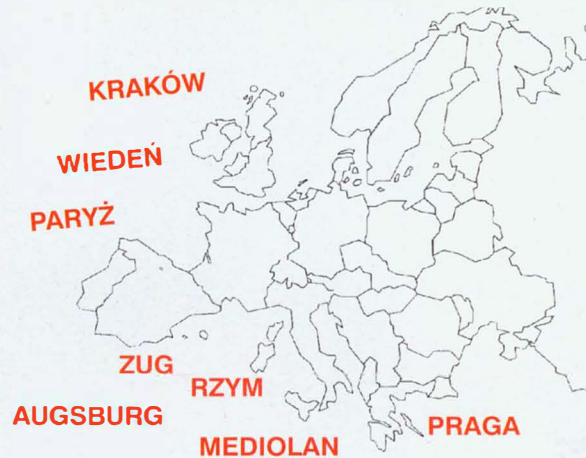 KRAKÓW
WIEDEŃ
PARYŻ
ZUG
RZYM
AUGSBURG
MEDIOLAN
PRAGA